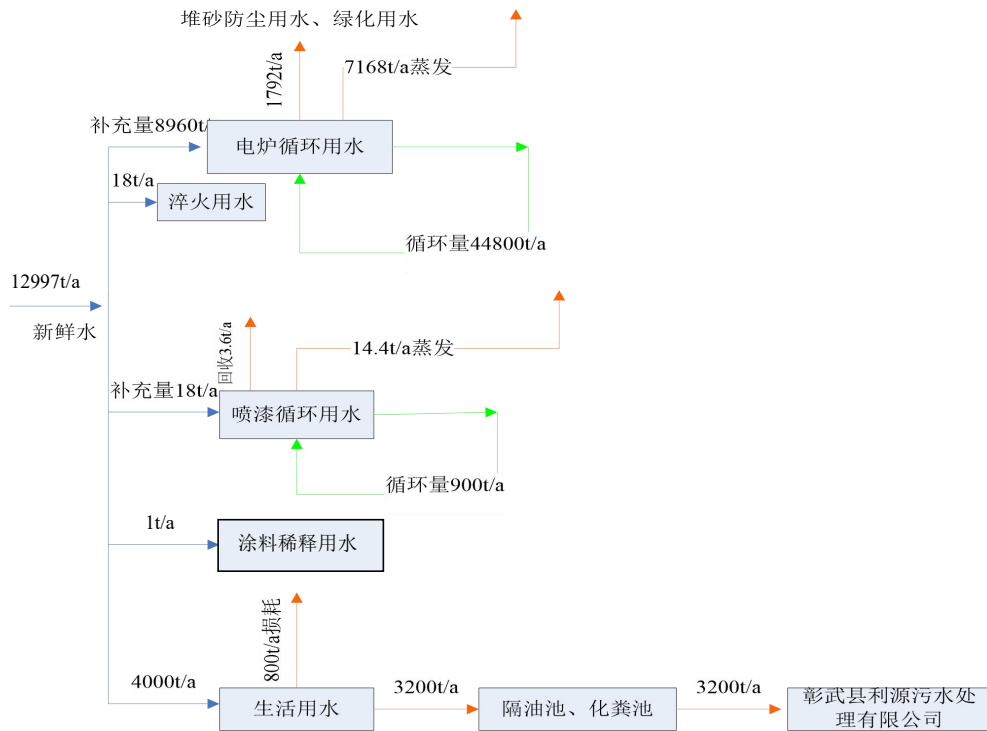 堆砂防尘用水、绿化用水
1792t/a
7168t/a蒸发
补充量8960t/a
电炉循环用水
18t/a
淬火用水
循环量44800t/a
12997t/a
新鲜水
回收3.6t/a
14.4t/a蒸发
补充量18t/a
喷漆循环用水
循环量900t/a
1t/a
涂料稀释用水
800t/a损耗
4000t/a
生活用水
3200t/a
隔油池、化粪池
3200t/a
彰武县利源污水处
理有限公司